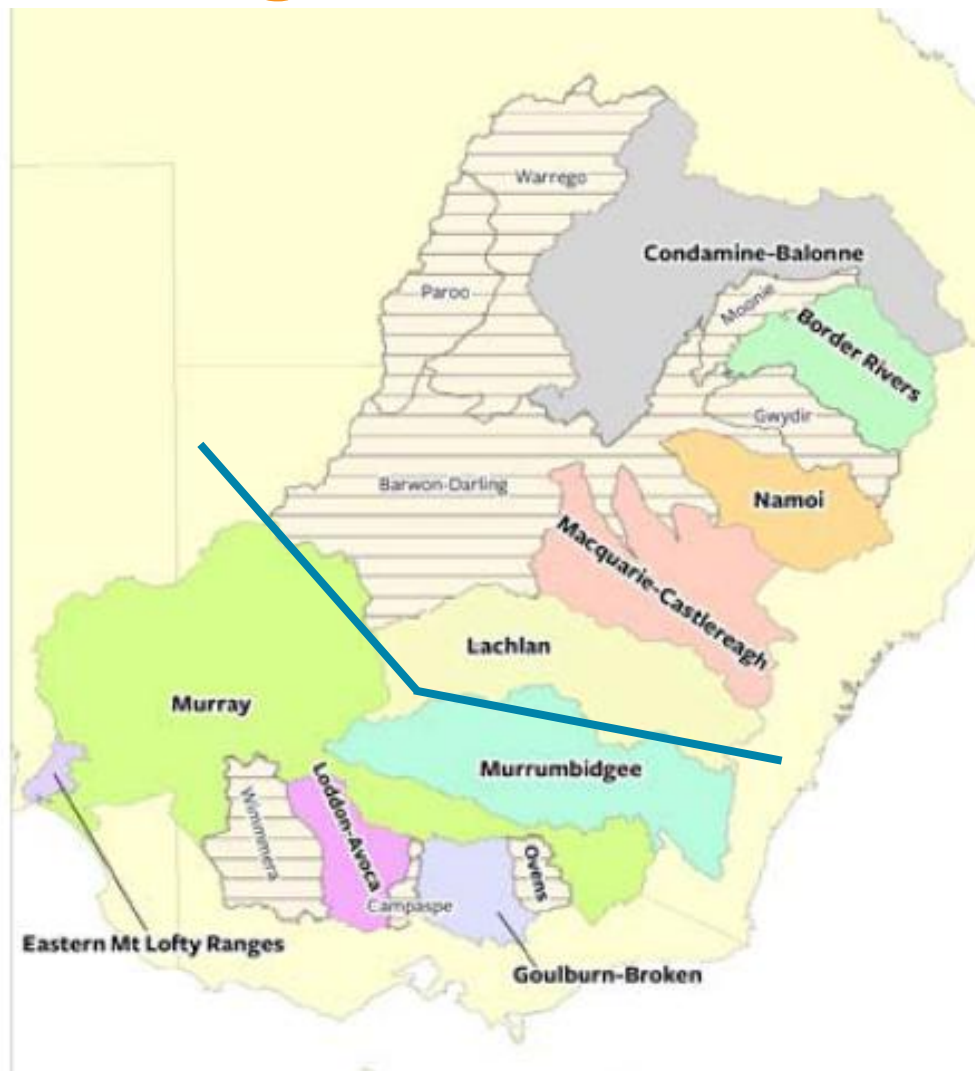 Warrego
Condamine-Balonne
Paroo
Moonie
Border Rivers
Gwydir
Barwon-Darling
Namoi
Macquarie-Castlereagh
Lachlan
Murray
Murrumbidgee
Loddon-Avoca
Wimmera
Ovens
Campaspe
Eastern Mt Lofty Ranges
Goulburn-Broken